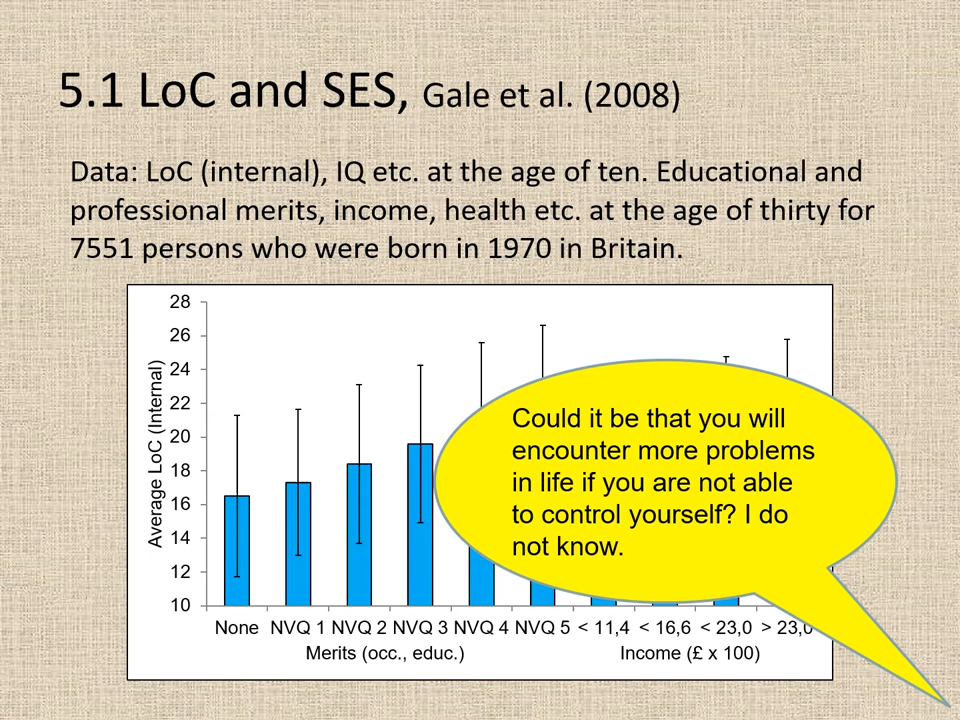 5.1 LoC and SES, Gale et al. (2008)
Data: LoC (internal), IQ etc. at the age of ten. Educational and
professional merits, income, health etc. at the age of thirty for
7551 persons who were born in 1970 in Britain.
28
26
24
22
20
18
16
14
12
10
Average LoC (Internal)
Could it be that you will
encounter more problems
in life if you are not able
to control yourself? I do
not know.
None NVQ 1 NVQ 2 NVQ 3 NVQ 4 NVQ 5 < 11,4 < 16,6 < 23,0 > 23,0
Merits (occ., educ.) Income (£ x 100)